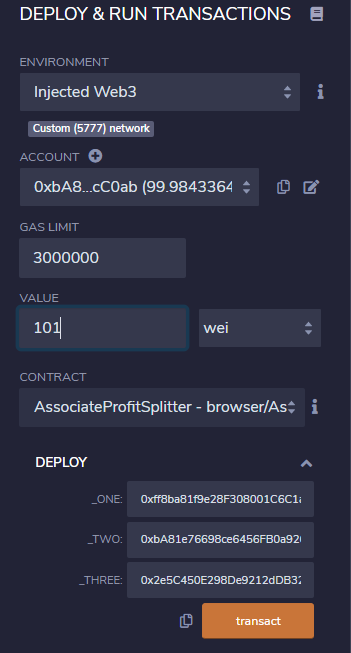 DEPLOY & RUN TRANSACTIONS
ENVIRONMENT
Injected Web3
Custom (5777) network
ACCOUNT
0xbA8...cC0ab (99.9843364
GAS LIMIT
3000000
VALUE
101 wei
CONTRACT
AssociateProfitSplitter - browser/As
DEPLOY
_ONE: 0xff8ba81f9e28F308001C6C1
_TWO: 0xbA81e76698ce6456FB0a92
_THREE: 0x2e5C450E298De9212dDB32
transact